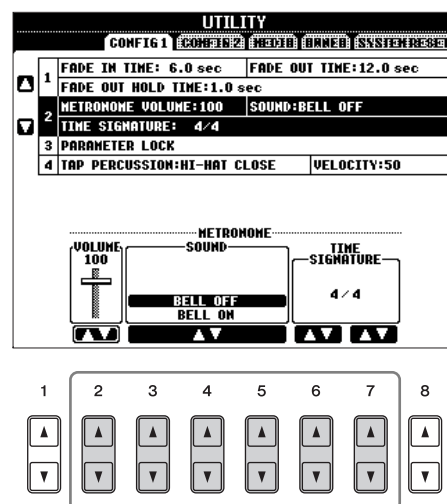 UTILITY
CONFIG 1 CONFIG 2 MEDIA OWNER SYSTEM RESET
1 FADE IN TIME: 6.0 sec FADE OUT TIME:12.0 sec
FADE OUT HOLD TIME:1.0 sec
2 METRONOME VOLUME:100 SOUND:BELL OFF
TIME SIGNATURE: 4/4
3 PARAMETER LOCK
4 TAP PERCUSSION:HI-HAT CLOSE VELOCITY:50
METRONOME
VOLUME SOUND TIME SIGNATURE
100
4/4
BELL OFF
BELL ON
1 2 3 4 5 6 7 8